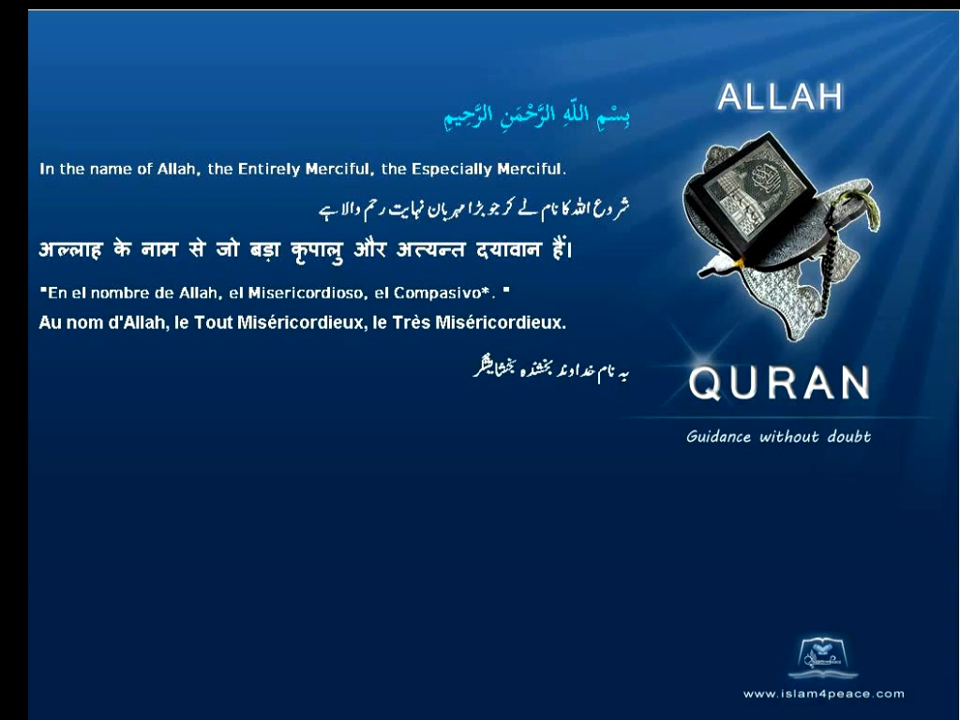 بِسْمِ اللّهِ الرَّحْمَنِ الرَّحِيمِ
In the name of Allah, the Entirely Merciful, the Especially Merciful.
شروع الله کا نام لے کر جو بڑا مہربان نہایت رحم والا ہے
अल्लाह के नाम से जो बड़ा कृपालु और अत्यन्त दयावान हैं।
"En el nombre de Allah, el Misericordioso, el Compasivo*. "
Au nom d'Allah, le Tout Miséricordieux, le Très Miséricordieux.
به نام خداوند بخشنده بخشایشگر
ALLAH
QURAN
Guidance without doubt
www.islam4peace.com